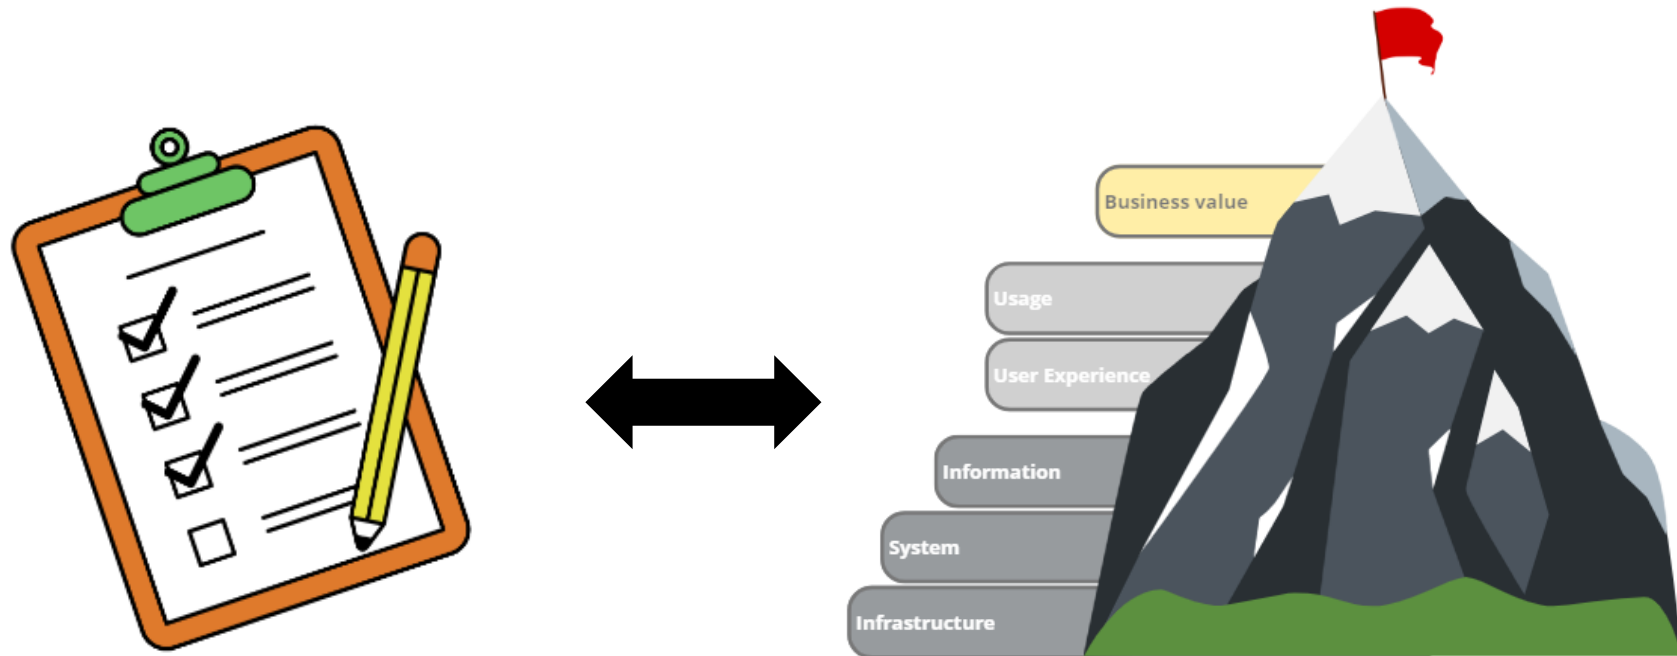 Business value
Usage
User Experience
Information
System
Infrastructure